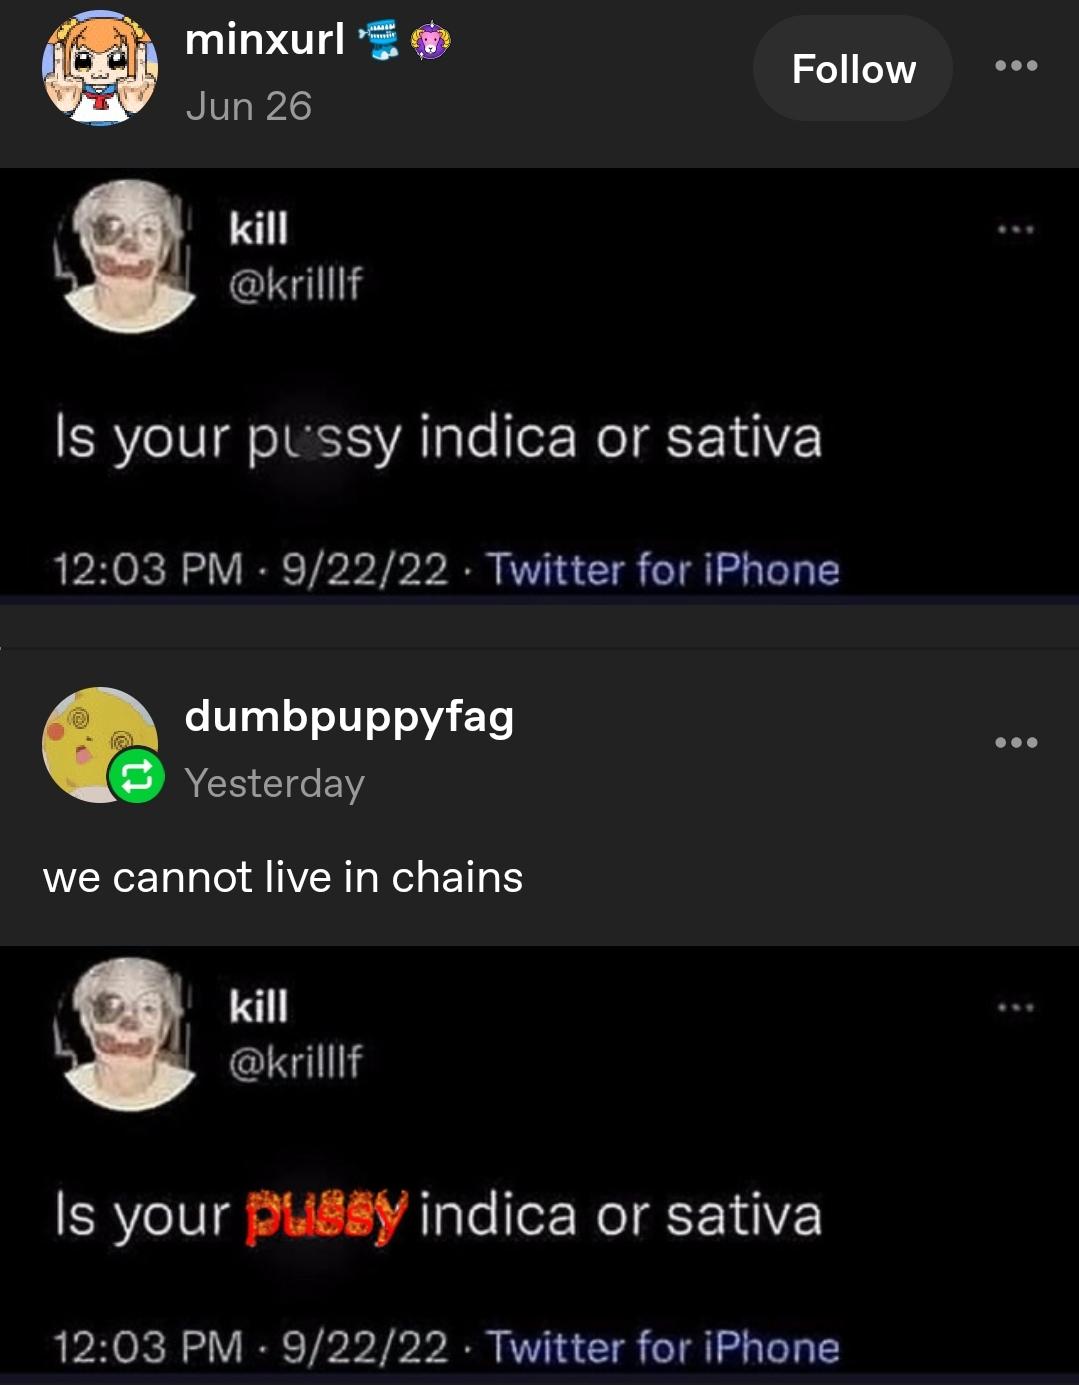 minxurl
Jun 26
Follow
kill
@krilllf
Is your pussy indica or sativa
12:03 PM · 9/22/22 · Twitter for iPhone
dumbpuppyfag
Yesterday
we cannot live in chains
kill
@krilllf
Is your pussy indica or sativa
12:03 PM · 9/22/22 · Twitter for iPhone